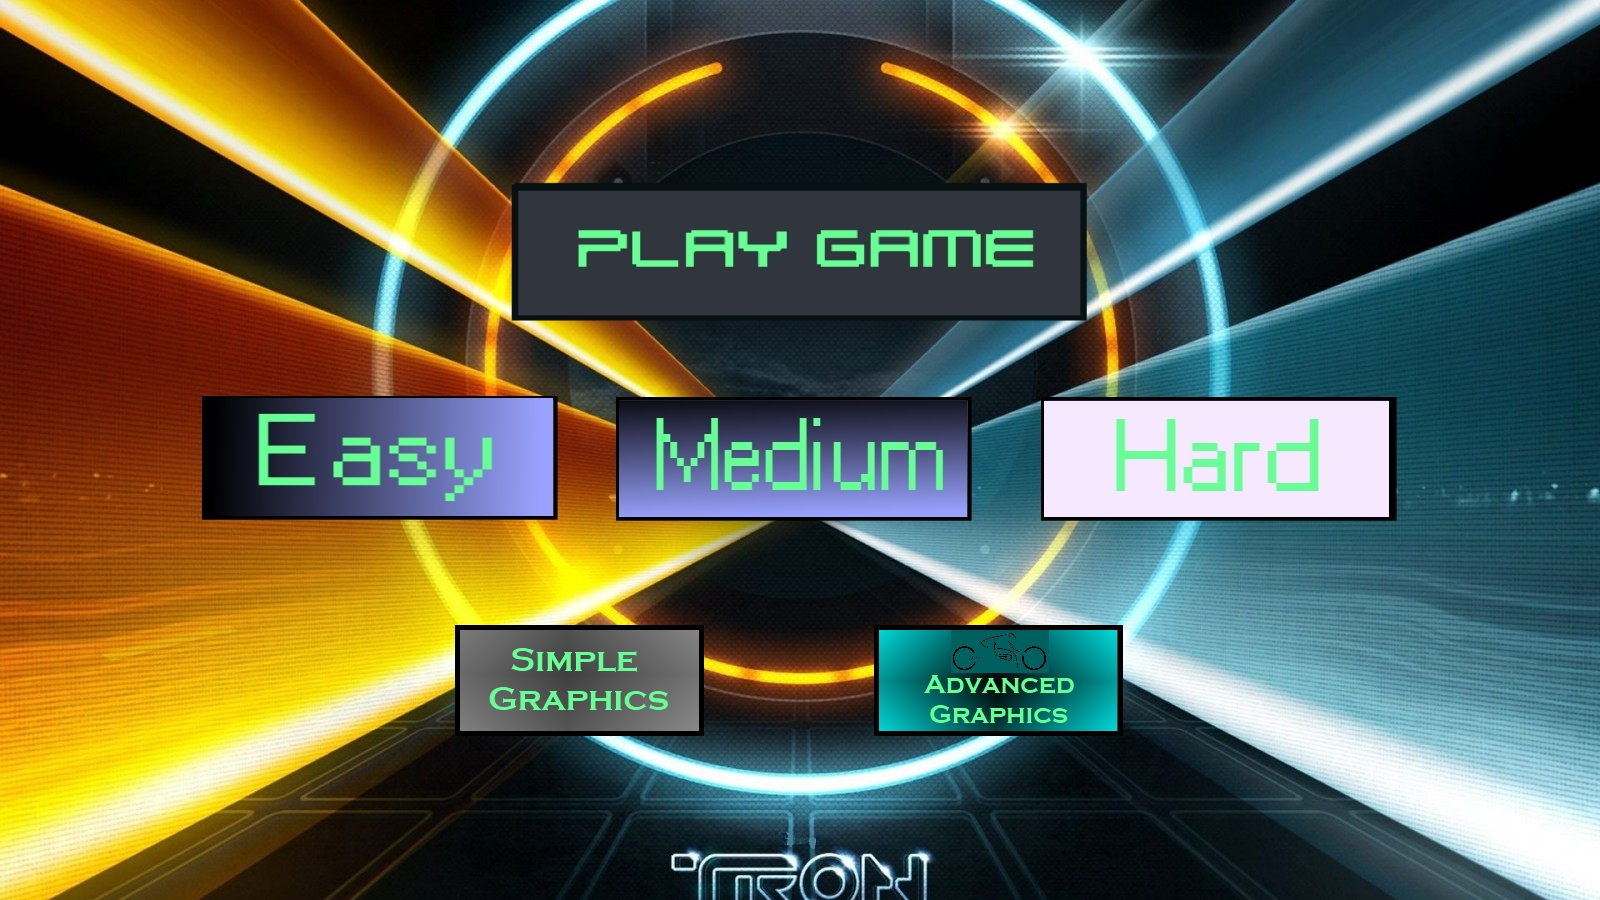 PLAY GAME
Easy
Medium
Hard
SIMPLE
GRAPHICS
ADVANCED
GRAPHICS
TRON